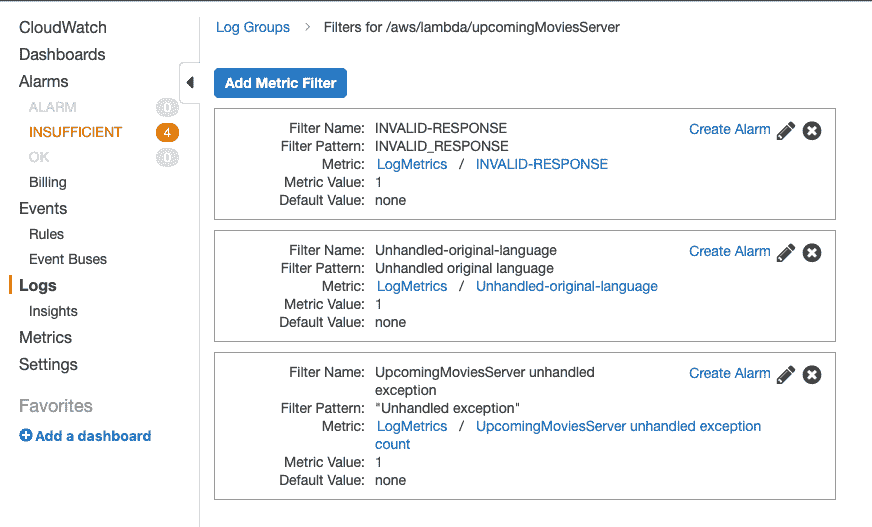 CloudWatch
Dashboards
Alarms
ALARM 0
INSUFFICIENT 4
OK 0
Billing
Events
Rules
Event Buses
Logs
Insights
Metrics
Settings
Favorites
Add a dashboard
Log Groups > Filters for /aws/lambda/upcomingMoviesServer
Add Metric Filter
Filter Name: INVALID-RESPONSE Create Alarm
Filter Pattern: INVALID_RESPONSE
Metric: LogMetrics / INVALID-RESPONSE
Metric Value: 1
Default Value: none
Filter Name: Unhandled-original-language Create Alarm
Filter Pattern: Unhandled original language
Metric: LogMetrics / Unhandled-original-language
Metric Value: 1
Default Value: none
Filter Name: UpcomingMoviesServer unhandled Create Alarm
exception
Filter Pattern: "Unhandled exception"
Metric: LogMetrics / UpcomingMoviesServer unhandled exception
count
Metric Value: 1
Default Value: none